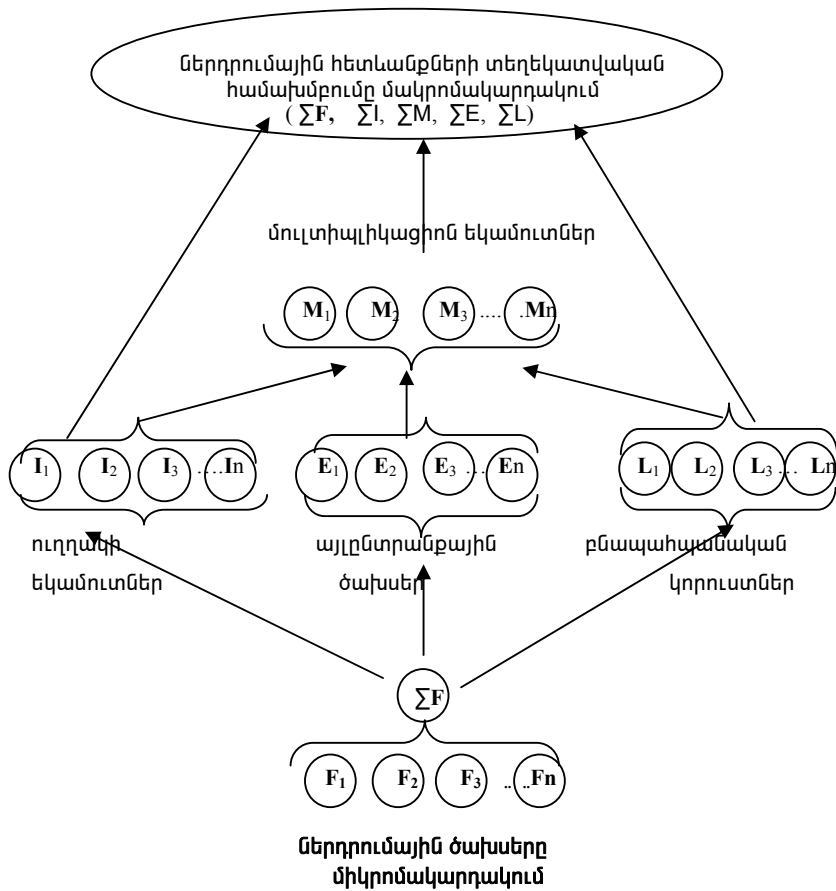 ներդրումային հետևանքների տեղեկատվական
համախմբումը մակրոմակարդակում
( ∑F, ∑I, ∑M, ∑E, ∑L)
մուլտիպլիկացիոն եկամուտներ
M₁ M₂ M₃ ..... .Mn
I₁ I₂ I₃ .....In
E₁ E₂ E₃ ... En
L₁ L₂ L₃ ... Ln
ուղղակի
եկամուտներ
այլընտրանքային
ծախսեր
բնապահպանական
կորուստներ
∑F
F₁ F₂ F₃ .. ..Fn
ներդրումային ծախսերը
միկրոմակարդակում